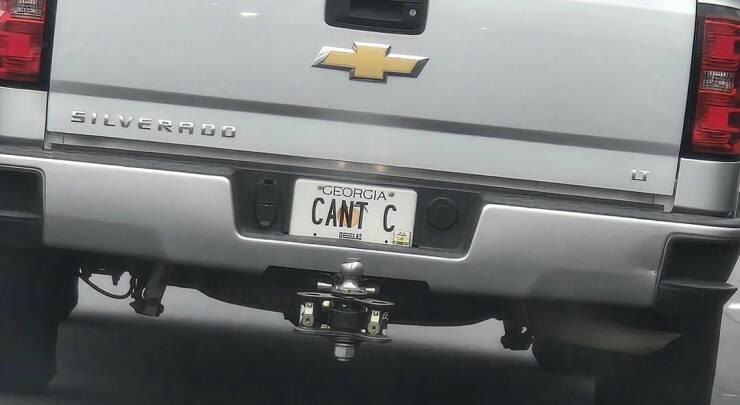 SILVERADO
LT
GEORGIA
CANT C
DOUGLAS